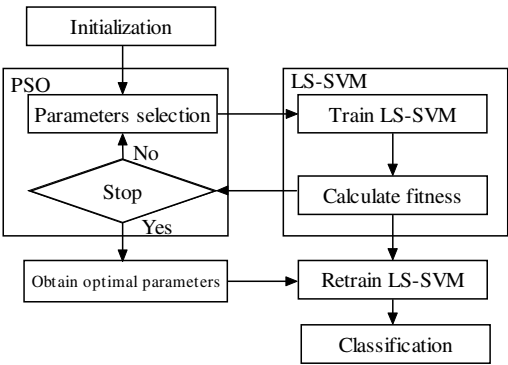 Initialization
PSO
LS-SVM
Parameters selection
Train LS-SVM
No
Stop
Calculate fitness
Yes
Obtain optimal parameters
Retrain LS-SVM
Classification